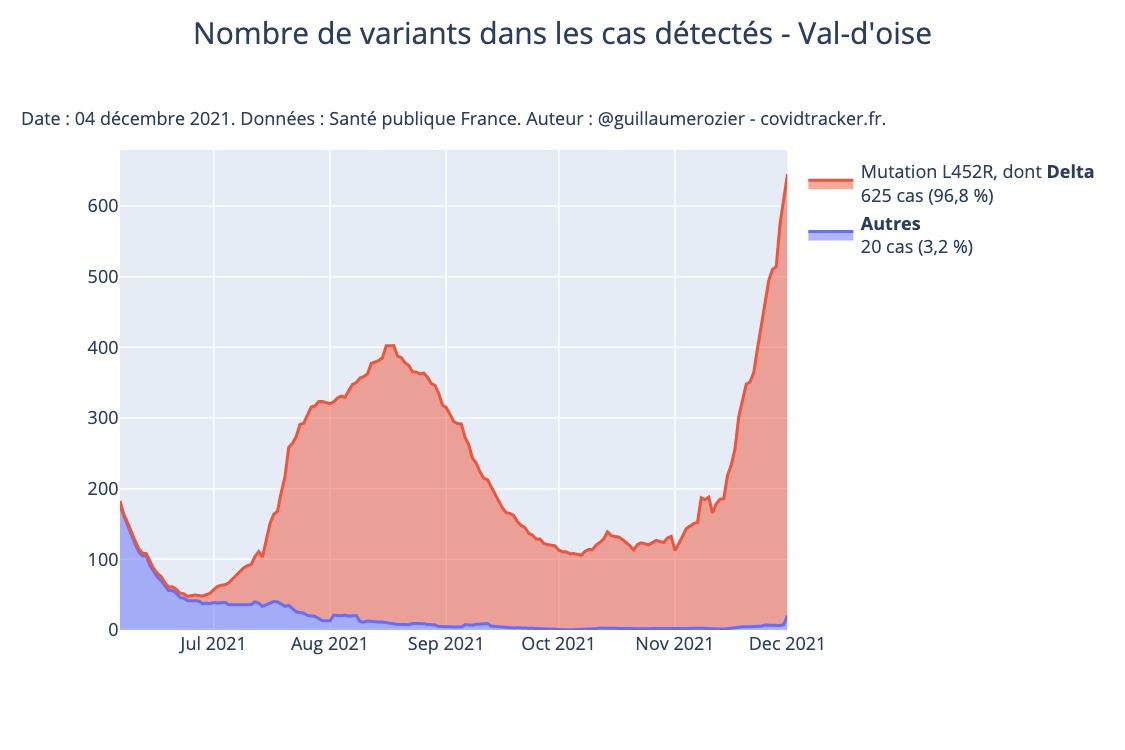 Nombre de variants dans les cas détectés - Val-d'oise
Date : 04 décembre 2021. Données : Santé publique France. Auteur : @guillaumerozier - covidtracker.fr.
Mutation L452R, dont Delta
625 cas (96,8 %)
Autres
20 cas (3,2 %)
600
500
400
300
200
100
0
Jul 2021 Aug 2021 Sep 2021 Oct 2021 Nov 2021 Dec 2021